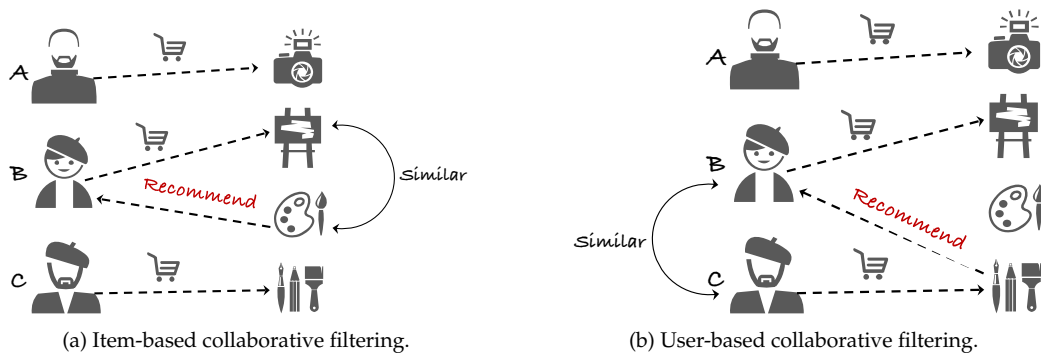 A
B
Recommend
Similar
C
(a) Item-based collaborative filtering.
A
B
Recommend
Similar
C
(b) User-based collaborative filtering.